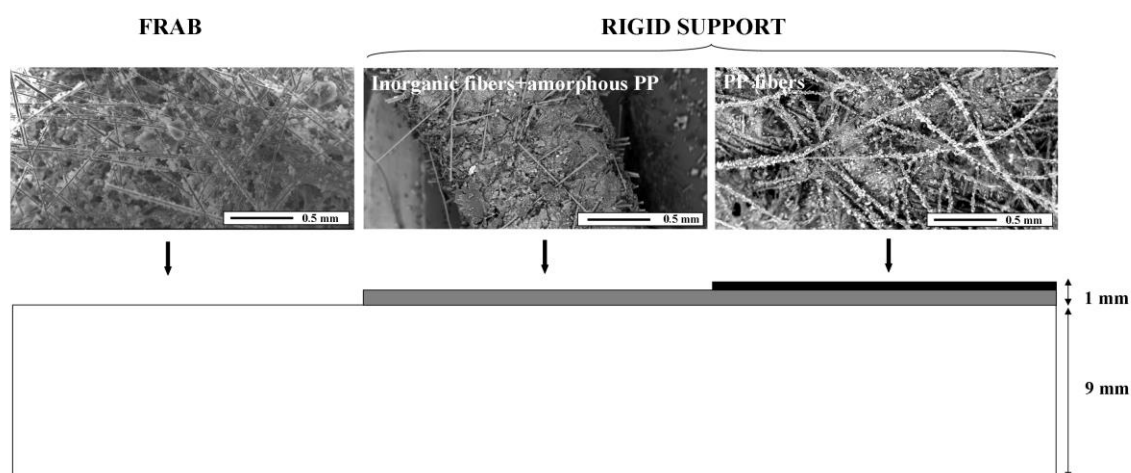 FRAB
RIGID SUPPORT
Inorganic fibers+amorphous PP
PP fibers
0.5 mm
0.5 mm
0.5 mm
1 mm
9 mm